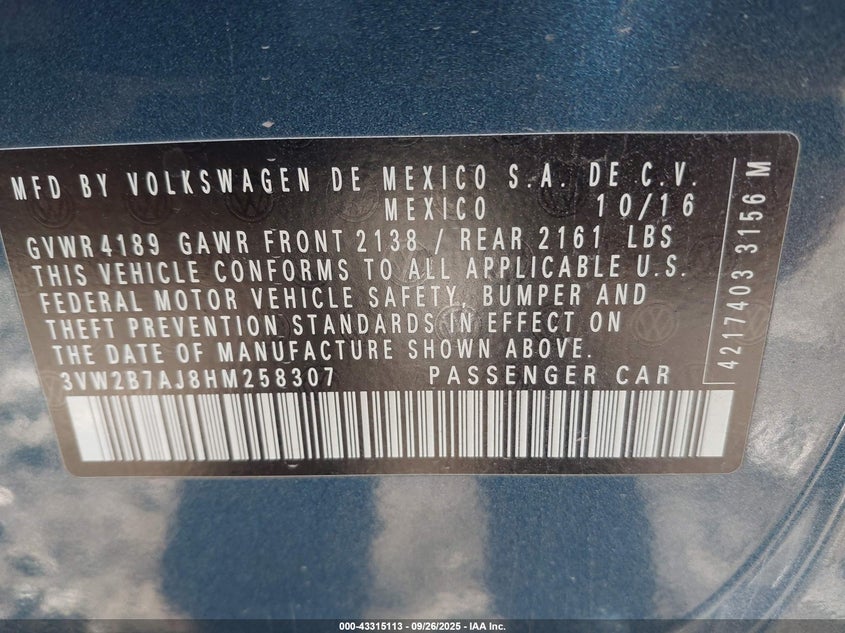 MFD BY VOLKSWAGEN DE MEXICO S.A. DE C.V.
MEXICO 10/16
GVWR4189 GAWR FRONT 2138 / REAR 2161 LBS
THIS VEHICLE CONFORMS TO ALL APPLICABLE U.S.
FEDERAL MOTOR VEHICLE SAFETY, BUMPER AND
THEFT PREVENTION STANDARDS IN EFFECT ON
THE DATE OF MANUFACTURE SHOWN ABOVE.
3VW2B7AJ8HM258307 PASSENGER CAR
4217403 3156 M
000-43315113 - 09/26/2025 - IAA Inc.